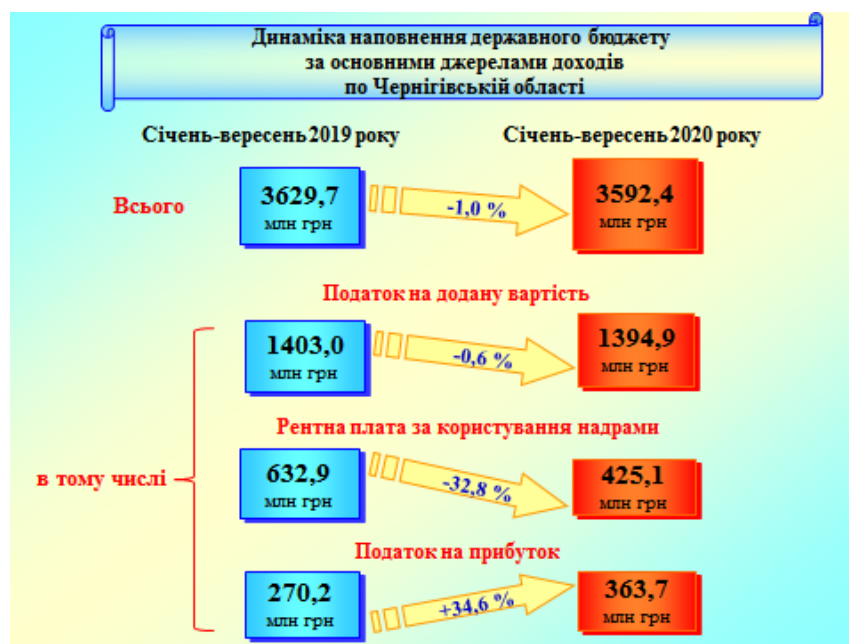 Динаміка наповнення державного бюджету
за основними джерелами доходів
по Чернігівській області
Січень-вересень 2019 року
Січень-вересень 2020 року
Всього
3629,7
млн грн
-1,0 %
3592,4
млн грн
Податок на додану вартість
1403,0
млн грн
-0,6 %
1394,9
млн грн
Рентна плата за користування надрами
в тому числі
632,9
млн грн
-32,8 %
425,1
млн грн
Податок на прибуток
270,2
млн грн
+34,6 %
363,7
млн грн